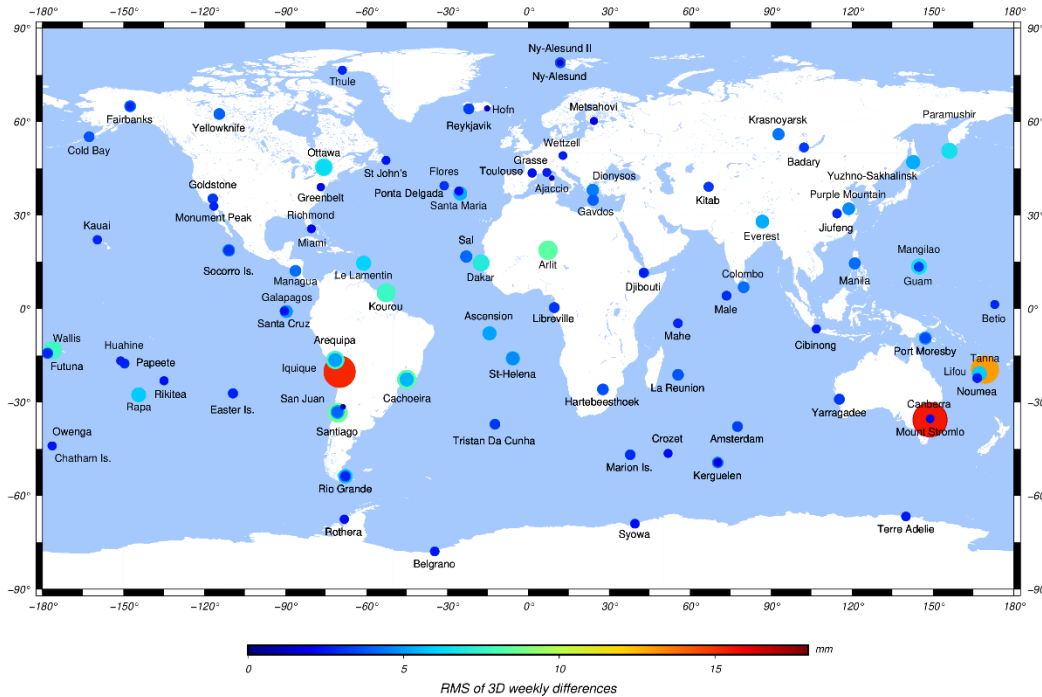 −180° −150° −120° −90° −60° −30° 0° 30° 60° 90° 120° 150° 180°
90° 90°
Ny-Alesund II
Ny-Alesund
Thule
Hofn
Metsahovi
Paramushir
Fairbanks
Reykjavik
Krasnoyarsk
60° 60°
Yellowknife
Cold Bay
Wettzell
Ottawa
Grasse
Badary
St John's
Toulouse
Yuzhno-Sakhalinsk
Flores
Dionysos
Goldstone
Ponta Delgada
Ajaccio
Purple Mountain
Greenbelt
Kitab
Santa Maria
Gavdos
Monument Peak
30° 30°
Richmond
Jiufeng
Kauai
Everest
Miami
Sal
Mangilao
Socorro Is.
Le Lamentin
Dakar
Arlit
Colombo
Managua
Djibouti
Manila
Guam
Galapagos
Kourou
Male
0° 0°
Santa Cruz
Ascension
Libreville
Mahe
Betio
Wallis
Arequipa
Cibinong
Huahine
Port Moresby
Tanna
Futuna
Papeete
Iquique
St-Helena
Lifou
Rikitea
San Juan
Cachoeira
La Reunion
Noumea
Rapa
Easter Is.
Hartebeesthoek
Canberra
−30° −30°
Yarragadee
Owenga
Santiago
Mount Stromlo
Tristan Da Cunha
Crozet
Amsterdam
Chatham Is.
Marion Is.
Kerguelen
Rio Grande
−60° −60°
Rothera
Syowa
Terre Adelie
Belgrano
−90° −90°
−180° −150° −120° −90° −60° −30° 0° 30° 60° 90° 120° 150° 180°
mm
0 5 10 15
RMS of 3D weekly differences